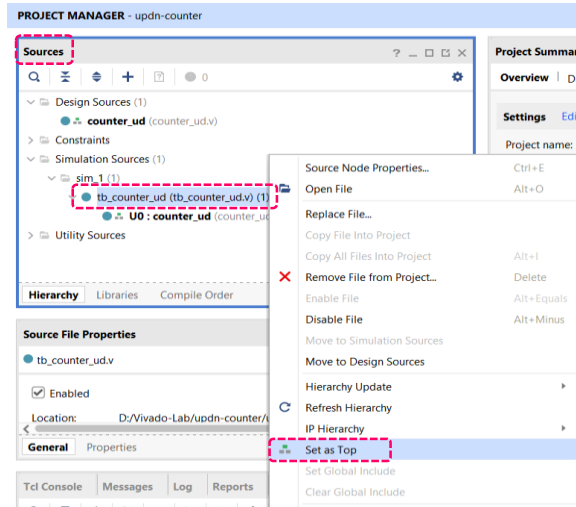 PROJECT MANAGER - updn-counter
Sources
? _ □ X
0
Design Sources (1)
counter_ud (counter_ud.v)
Constraints
Simulation Sources (1)
sim_1 (1)
tb_counter_ud (tb_counter_ud.v) (1)
U0 : counter_ud (counter_ud
Utility Sources
Hierarchy Libraries Compile Order
Source File Properties
tb_counter_ud.v
Enabled
Location: D:/Vivado-Lab/updn-counter/
General Properties
Tcl Console Messages Log Reports
Project Summar
Overview D
Settings Edi
Project name:
Source Node Properties... Ctrl+E
Open File Alt+O
Replace File...
Copy File Into Project
Copy All Files Into Project Alt+I
Remove File from Project... Delete
Enable File Alt+Equals
Disable File Alt+Minus
Move to Simulation Sources
Move to Design Sources
Hierarchy Update
Refresh Hierarchy
IP Hierarchy
Set as Top
Set Global Include
Clear Global Include